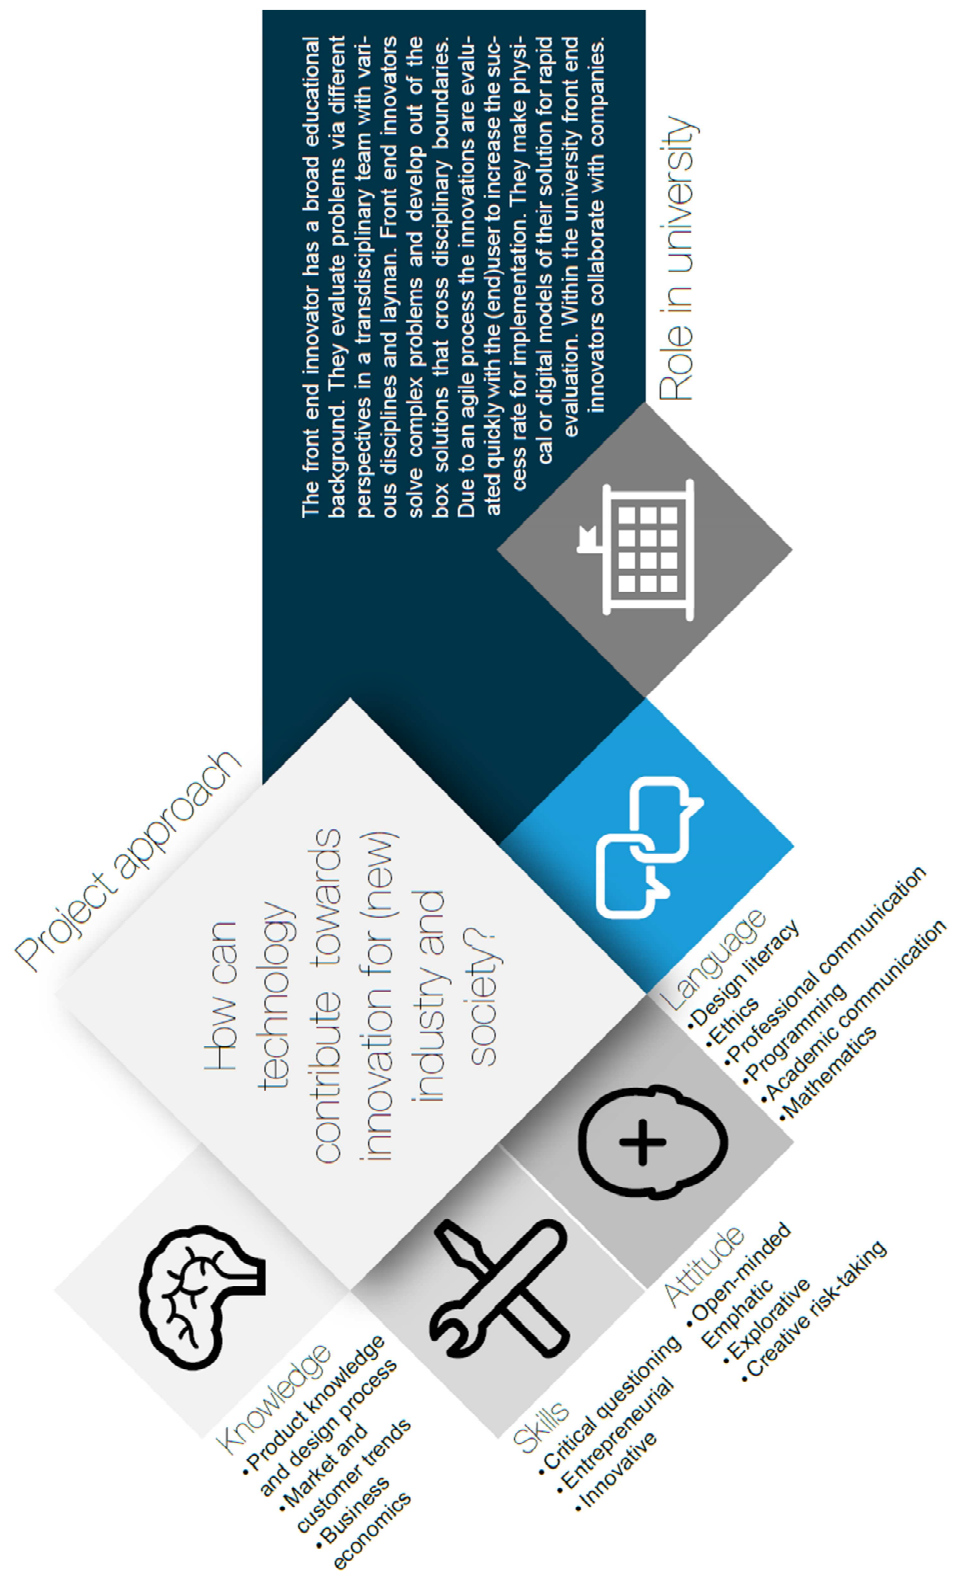 Project approach
How can
technology
contribute towards
innovation for (new)
industry and
society?
The front end innovator has a broad educational
background. They evaluate problems via different
perspectives in a transdisciplinary team with vari-
ous disciplines and layman. Front end innovators
solve complex problems and develop out of the
box solutions that cross disciplinary boundaries.
Due to an agile process the innovations are evalu-
ated quickly with the (end)user to increase the suc-
cess rate for implementation. They make physi-
cal or digital models of their solution for rapid
evaluation. Within the university front end
innovators collaborate with companies.
Role in university
Knowledge
•Product knowledge
and design process
•Market and
customer trends
•Business
economics
Skills
•Critical questioning
•Entrepreneurial
•Innovative
Attitude
•Open-minded
Emphatic
•Explorative
•Creative risk-taking
Language
•Design literacy
•Ethics
•Professional communication
•Programming
•Academic communication
•Mathematics